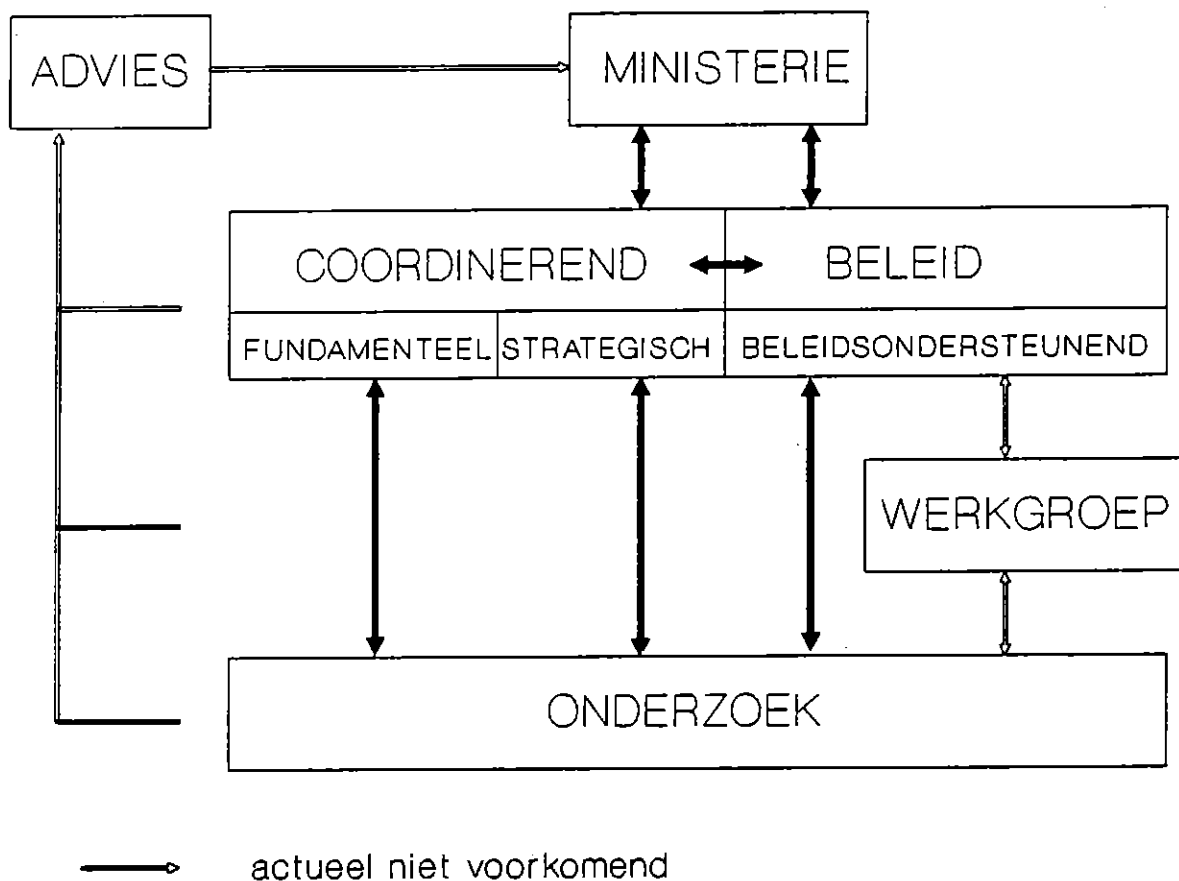 ADVIES
MINISTERIE
COORDINEREND
BELEID
FUNDAMENTEEL
STRATEGISCH
BELEIDSONDERSTEUNEND
WERKGROEP
ONDERZOEK
actueel niet voorkomend